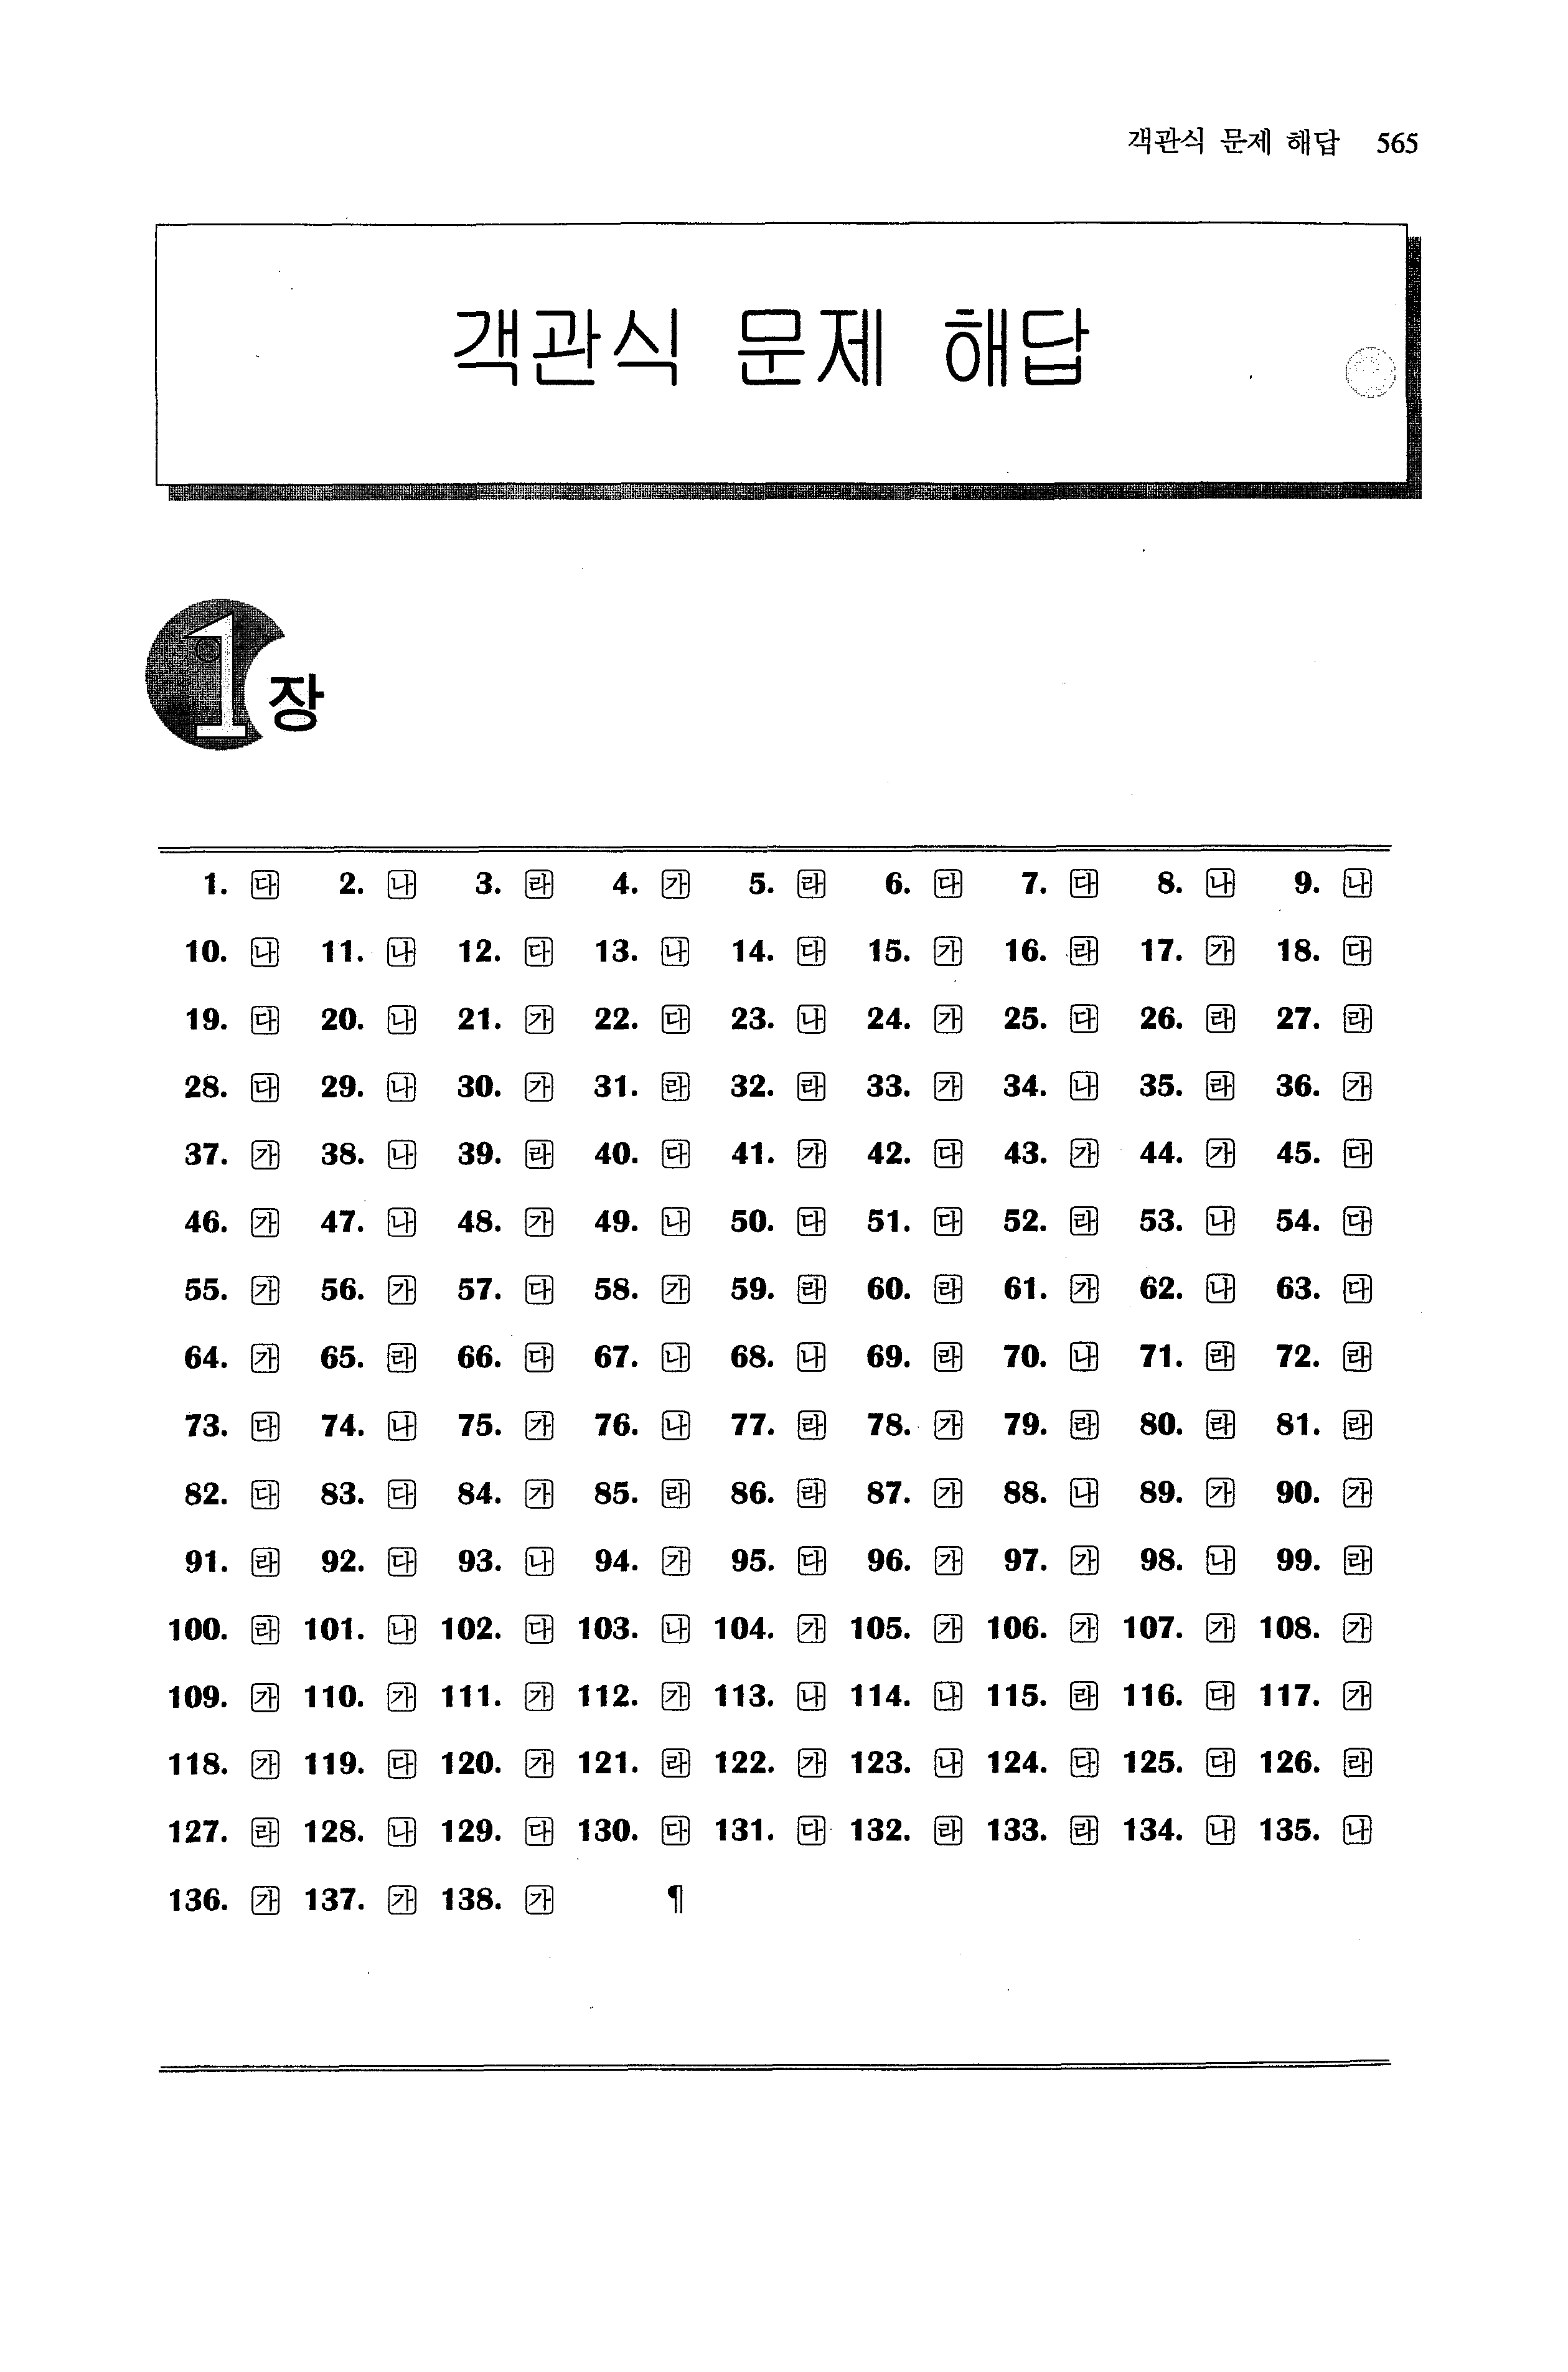 객관식 문제 해답 565
객관식 문제 해답
1장
1. 다 2. 나 3. 라 4. 가 5. 라 6. 다 7. 다 8. 나 9. 나
10. 나 11. 나 12. 다 13. 나 14. 다 15. 가 16. 라 17. 가 18. 다
19. 다 20. 나 21. 가 22. 다 23. 나 24. 가 25. 다 26. 라 27. 라
28. 다 29. 나 30. 가 31. 라 32. 라 33. 가 34. 나 35. 라 36. 가
37. 가 38. 나 39. 라 40. 다 41. 가 42. 다 43. 가 44. 가 45. 다
46. 가 47. 나 48. 가 49. 나 50. 다 51. 다 52. 라 53. 나 54. 다
55. 가 56. 가 57. 다 58. 가 59. 라 60. 라 61. 가 62. 나 63. 다
64. 가 65. 라 66. 다 67. 나 68. 나 69. 라 70. 나 71. 라 72. 라
73. 다 74. 나 75. 가 76. 나 77. 라 78. 가 79. 라 80. 라 81. 라
82. 다 83. 다 84. 가 85. 라 86. 라 87. 가 88. 나 89. 가 90. 가
91. 라 92. 다 93. 나 94. 가 95. 다 96. 가 97. 가 98. 나 99. 라
100. 라 101. 나 102. 다 103. 나 104. 가 105. 가 106. 가 107. 가 108. 가
109. 가 110. 가 111. 가 112. 가 113. 나 114. 나 115. 라 116. 다 117. 가
118. 가 119. 다 120. 가 121. 라 122. 가 123. 나 124. 다 125. 다 126. 라
127. 라 128. 나 129. 다 130. 다 131. 다 132. 라 133. 라 134. 나 135. 나
136. 가 137. 가 138. 가 ¶